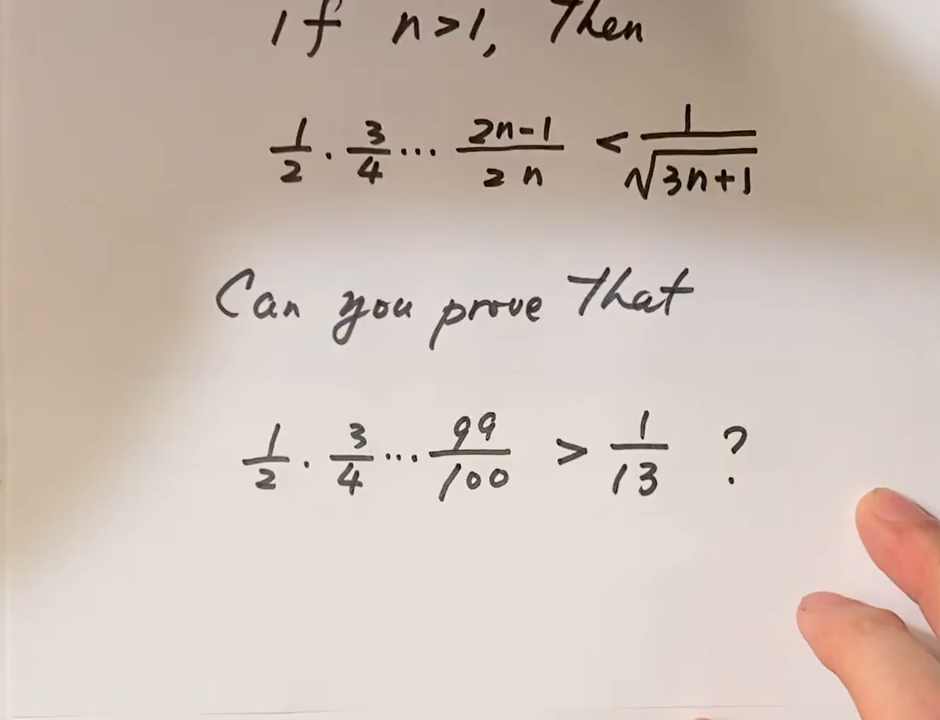 If n>1, Then
1/2 · 3/4 ··· 2n-1/2n < 1/√3n+1
Can you prove That
1/2 · 3/4 ··· 99/100 > 1/13 ?